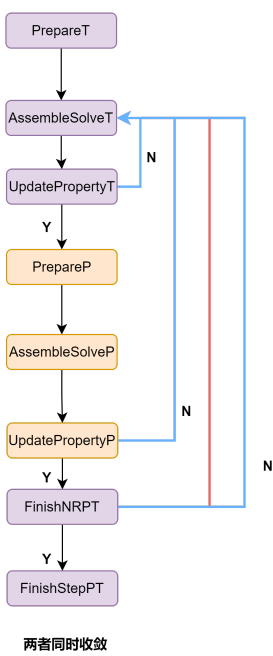 PrepareT
AssembleSolveT
N
UpdatePropertyT
Y
PrepareP
AssembleSolveP
N
UpdatePropertyP
N
Y
FinishNRPT
Y
FinishStepPT
两者同时收敛